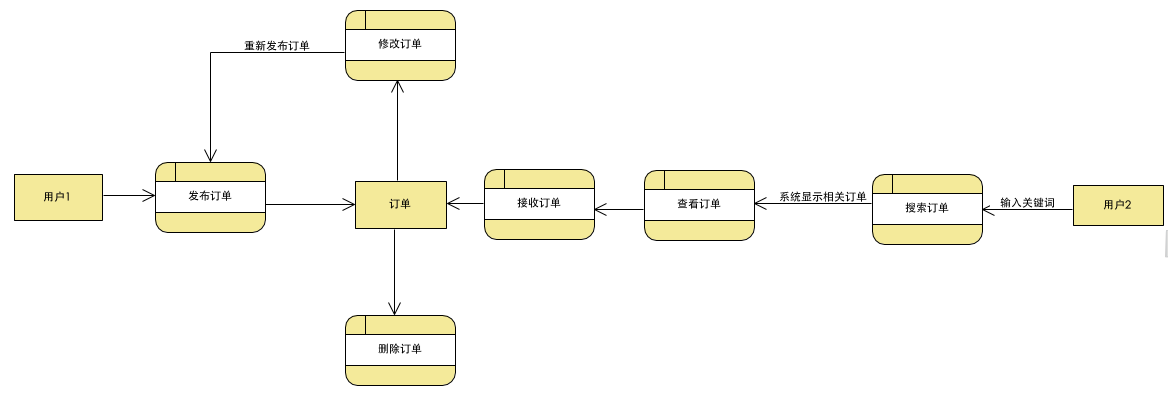 修改订单
重新发布订单
用户1
发布订单
订单
接收订单
查看订单
系统显示相关订单
搜索订单
输入关键词
用户2
删除订单